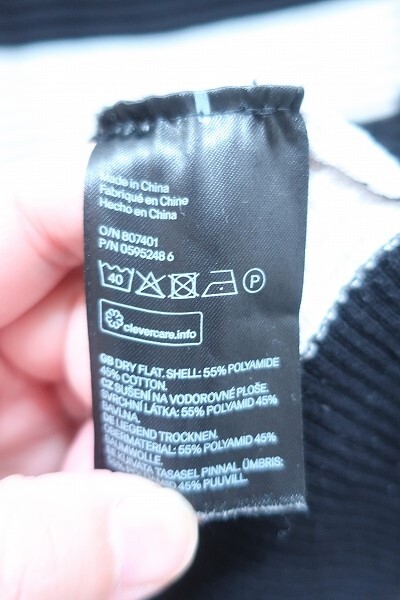 Made in China
Fabriqué en Chine
Hecho en China
O/N 807401
P/N 0595248 6
40
P
clevercare.info
GB DRY FLAT. SHELL: 55% POLYAMIDE
45% COTTON.
CZ SUŠENÍ NA VODOROVNÉ PLOŠE.
SVRCHNÍ LÁTKA: 55% POLYAMID 45%
BAVLNA.
DE LIEGEND TROCKNEN.
OBERMATERIAL: 55% POLYAMID 45%
BAUMWOLLE.
KUIVATA TASASEL PINNAL. ÜMBRIS:
45% PUUVILL.